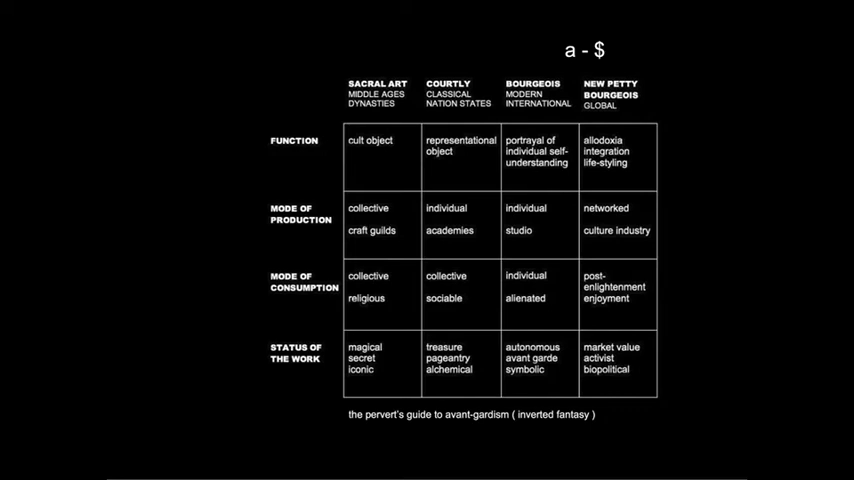 a - $
SACRAL ART COURTLY BOURGEOIS NEW PETTY
MIDDLE AGES CLASSICAL MODERN BOURGEOIS
DYNASTIES NATION STATES INTERNATIONAL GLOBAL
FUNCTION cult object representational portrayal of allodoxia
object individual self- integration
understanding life-styling
MODE OF collective individual individual networked
PRODUCTION
craft guilds academies studio culture industry
MODE OF collective collective individual post-
CONSUMPTION enlightenment
religious sociable alienated enjoyment
STATUS OF magical treasure autonomous market value
THE WORK secret pageantry avant garde activist
iconic alchemical symbolic biopolitical
the pervert's guide to avant-gardism ( inverted fantasy )